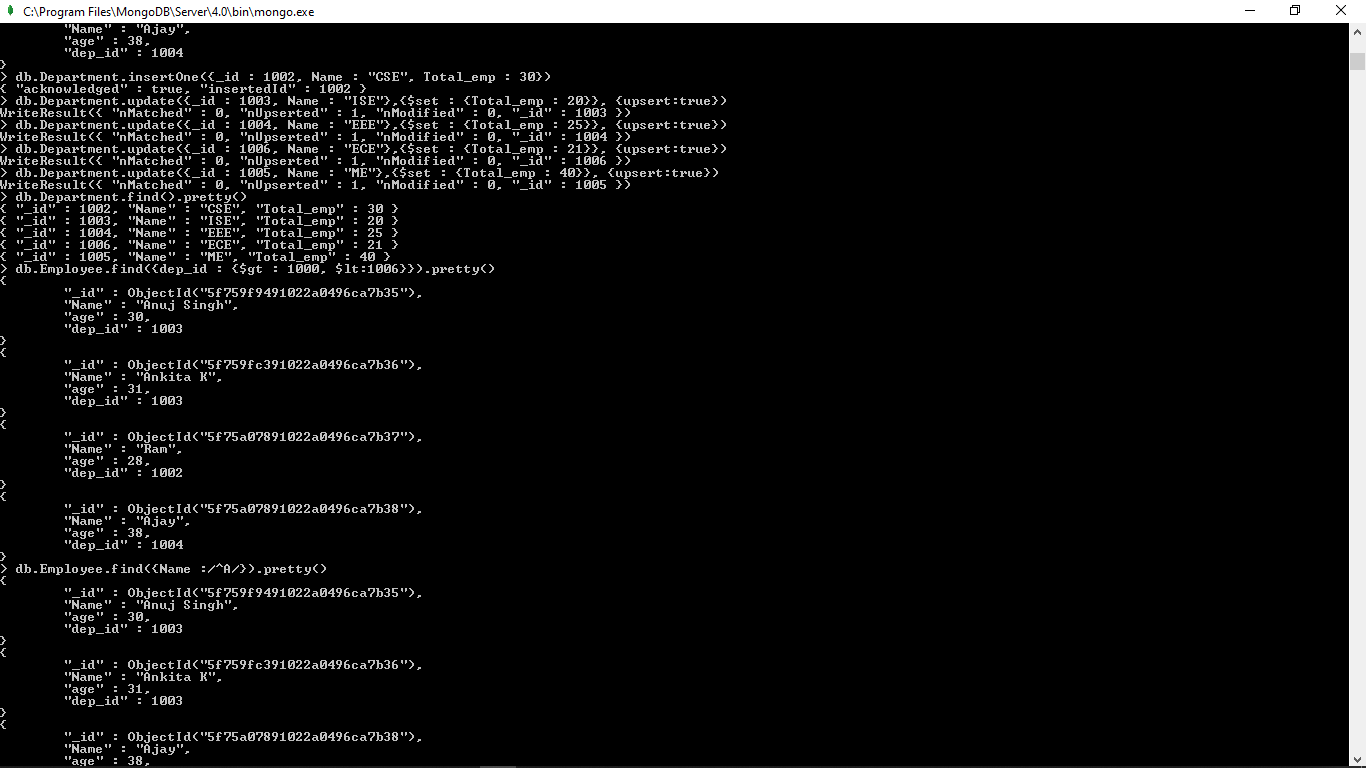 C:\Program Files\MongoDB\Server\4.0\bin\mongo.exe
"Name" : "Ajay",
"age" : 38,
"dep_id" : 1004
}
> db.Department.insertOne({_id : 1002, Name : "CSE", Total_emp : 30})
{ "acknowledged" : true, "insertedId" : 1002 }
> db.Department.update({_id : 1003, Name : "ISE"},{$set : {Total_emp : 20}}, {upsert:true})
WriteResult({ "nMatched" : 0, "nUpserted" : 1, "nModified" : 0, "_id" : 1003 })
> db.Department.update({_id : 1004, Name : "EEE"},{$set : {Total_emp : 25}}, {upsert:true})
WriteResult({ "nMatched" : 0, "nUpserted" : 1, "nModified" : 0, "_id" : 1004 })
> db.Department.update({_id : 1006, Name : "ECE"},{$set : {Total_emp : 21}}, {upsert:true})
WriteResult({ "nMatched" : 0, "nUpserted" : 1, "nModified" : 0, "_id" : 1006 })
> db.Department.update({_id : 1005, Name : "ME"},{$set : {Total_emp : 40}}, {upsert:true})
WriteResult({ "nMatched" : 0, "nUpserted" : 1, "nModified" : 0, "_id" : 1005 })
> db.Department.find().pretty()
{ "_id" : 1002, "Name" : "CSE", "Total_emp" : 30 }
{ "_id" : 1003, "Name" : "ISE", "Total_emp" : 20 }
{ "_id" : 1004, "Name" : "EEE", "Total_emp" : 25 }
{ "_id" : 1006, "Name" : "ECE", "Total_emp" : 21 }
{ "_id" : 1005, "Name" : "ME", "Total_emp" : 40 }
> db.Employee.find({dep_id : {$gt : 1000, $lt:1006}}).pretty()
{
"_id" : ObjectId("5f759f9491022a0496ca7b35"),
"Name" : "Anuj Singh",
"age" : 30,
"dep_id" : 1003
}
{
"_id" : ObjectId("5f759fc391022a0496ca7b36"),
"Name" : "Ankita K",
"age" : 31,
"dep_id" : 1003
}
{
"_id" : ObjectId("5f75a07891022a0496ca7b37"),
"Name" : "Ram",
"age" : 28,
"dep_id" : 1002
}
{
"_id" : ObjectId("5f75a07891022a0496ca7b38"),
"Name" : "Ajay",
"age" : 38,
"dep_id" : 1004
}
> db.Employee.find({Name :/^A/}).pretty()
{
"_id" : ObjectId("5f759f9491022a0496ca7b35"),
"Name" : "Anuj Singh",
"age" : 30,
"dep_id" : 1003
}
{
"_id" : ObjectId("5f759fc391022a0496ca7b36"),
"Name" : "Ankita K",
"age" : 31,
"dep_id" : 1003
}
{
"_id" : ObjectId("5f75a07891022a0496ca7b38"),
"Name" : "Ajay",
"age" : 38,